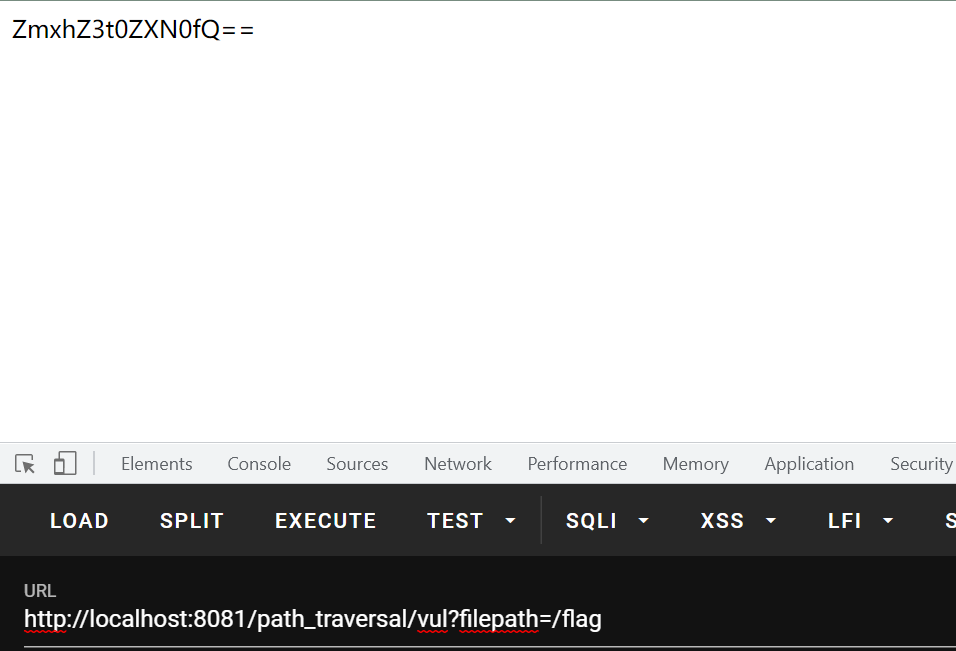 ZmxhZ3t0ZXN0fQ==
Elements Console Sources Network Performance Memory Application Security
LOAD SPLIT EXECUTE TEST SQLI XSS LFI S
URL
http://localhost:8081/path_traversal/vul?filepath=/flag